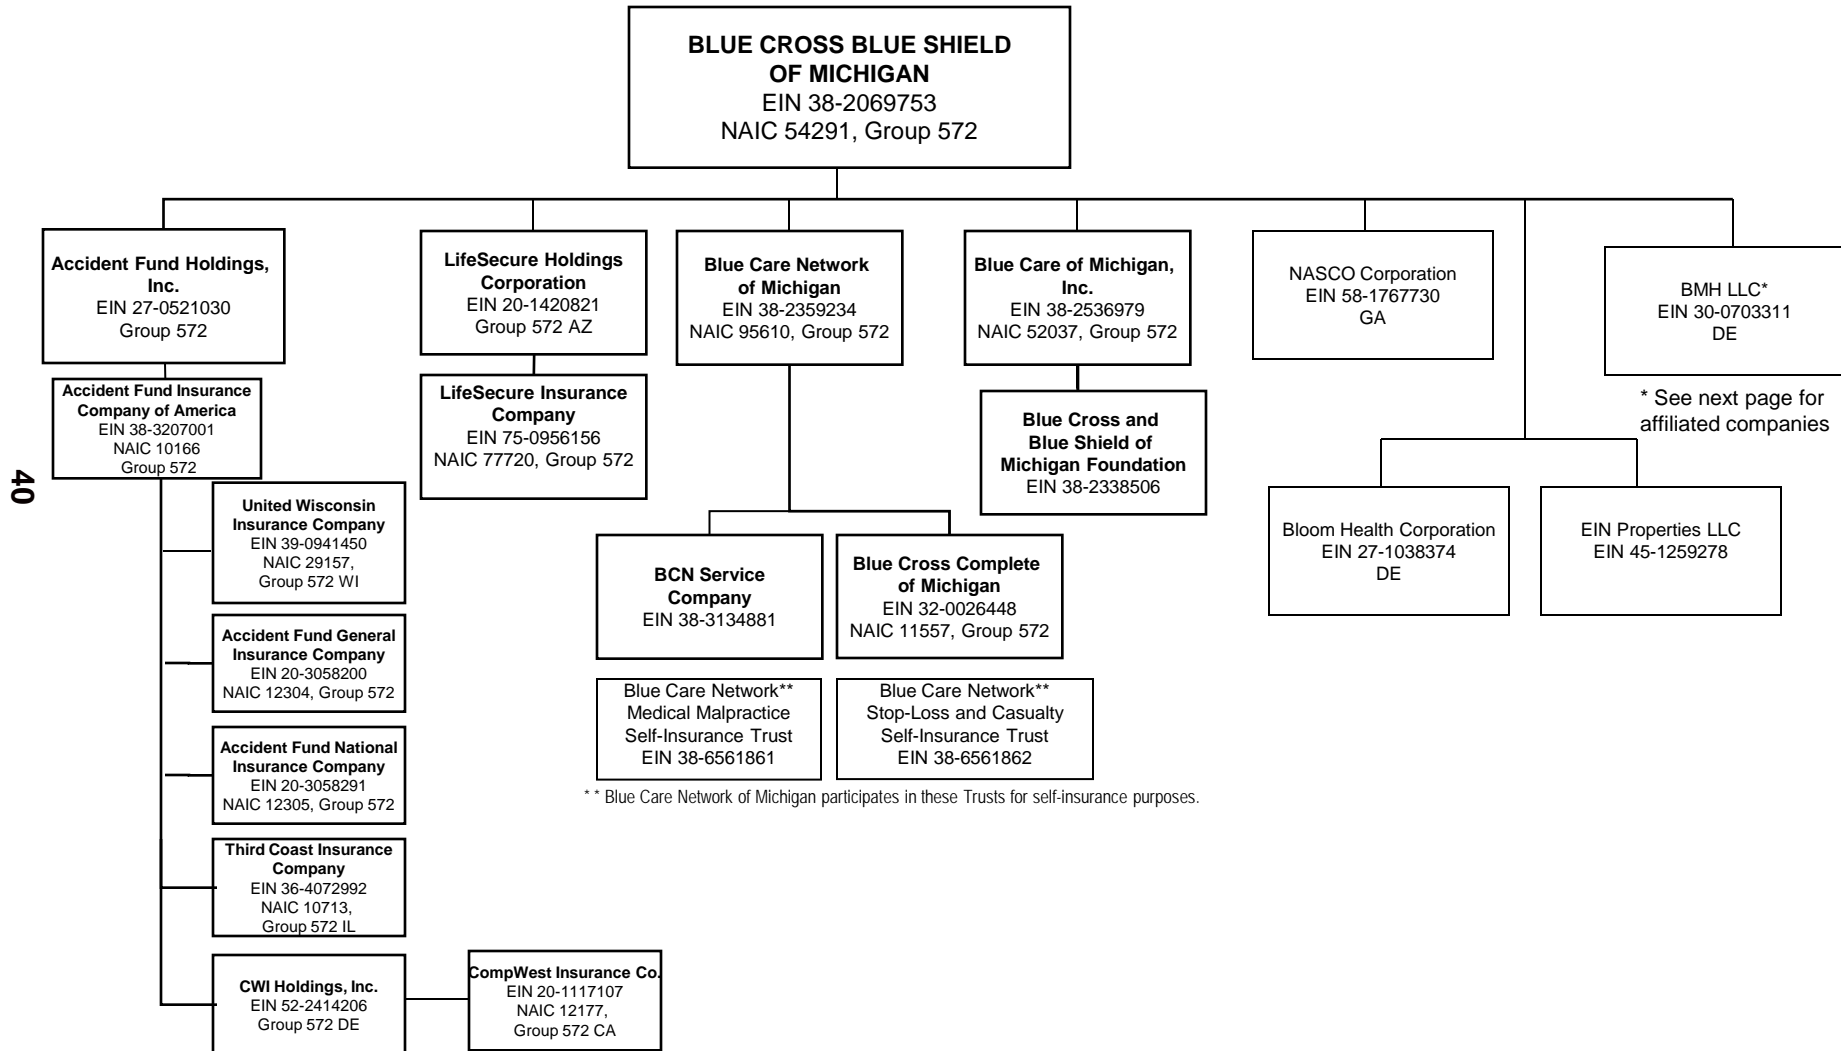 BLUE CROSS BLUE SHIELD
OF MICHIGAN
EIN 38-2069753
NAIC 54291, Group 572
Accident Fund Holdings,
Inc.
EIN 27-0521030
Group 572
LifeSecure Holdings
Corporation
EIN 20-1420821
Group 572 AZ
Blue Care Network
of Michigan
EIN 38-2359234
NAIC 95610, Group 572
Blue Care of Michigan,
Inc.
EIN 38-2536979
NAIC 52037, Group 572
NASCO Corporation
EIN 58-1767730
GA
BMH LLC*
EIN 30-0703311
DE
* See next page for
affiliated companies
Accident Fund Insurance
Company of America
EIN 38-3207001
NAIC 10166
Group 572
LifeSecure Insurance
Company
EIN 75-0956156
NAIC 77720, Group 572
Blue Cross and
Blue Shield of
Michigan Foundation
EIN 38-2338506
40
United Wisconsin
Insurance Company
EIN 39-0941450
NAIC 29157,
Group 572 WI
BCN Service
Company
EIN 38-3134881
Blue Cross Complete
of Michigan
EIN 32-0026448
NAIC 11557, Group 572
Bloom Health Corporation
EIN 27-1038374
DE
EIN Properties LLC
EIN 45-1259278
Accident Fund General
Insurance Company
EIN 20-3058200
NAIC 12304, Group 572
Blue Care Network**
Medical Malpractice
Self-Insurance Trust
EIN 38-6561861
Blue Care Network**
Stop-Loss and Casualty
Self-Insurance Trust
EIN 38-6561862
* * Blue Care Network of Michigan participates in these Trusts for self-insurance purposes.
Accident Fund National
Insurance Company
EIN 20-3058291
NAIC 12305, Group 572
Third Coast Insurance
Company
EIN 36-4072992
NAIC 10713,
Group 572 IL
CWI Holdings, Inc.
EIN 52-2414206
Group 572 DE
CompWest Insurance Co.
EIN 20-1117107
NAIC 12177,
Group 572 CA